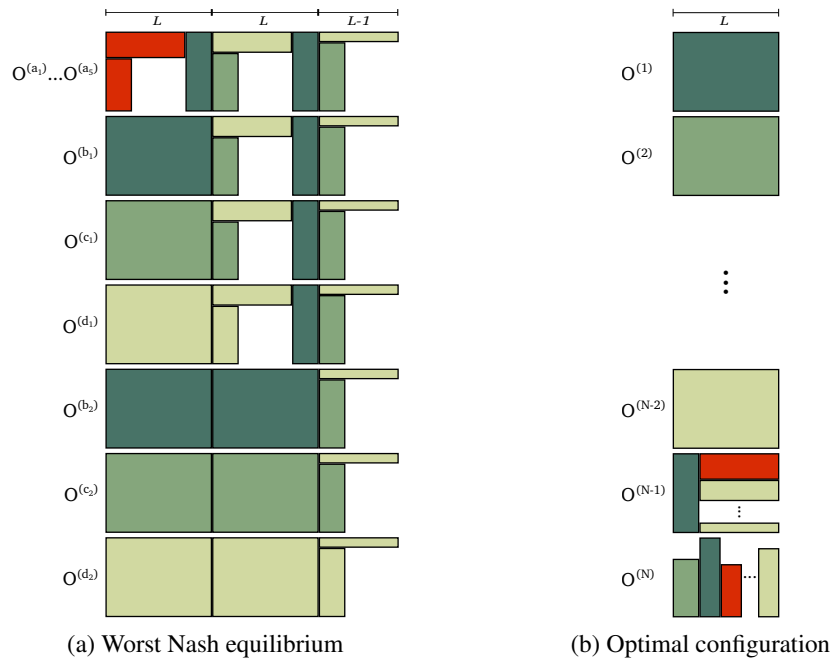 L L L-1
O(a₁)...O(a₅)
O(b₁)
O(c₁)
O(d₁)
O(b₂)
O(c₂)
O(d₂)
(a) Worst Nash equilibrium
L
O(1)
O(2)
⋮
O(N-2)
O(N-1)
⋮
O(N)
...
(b) Optimal configuration